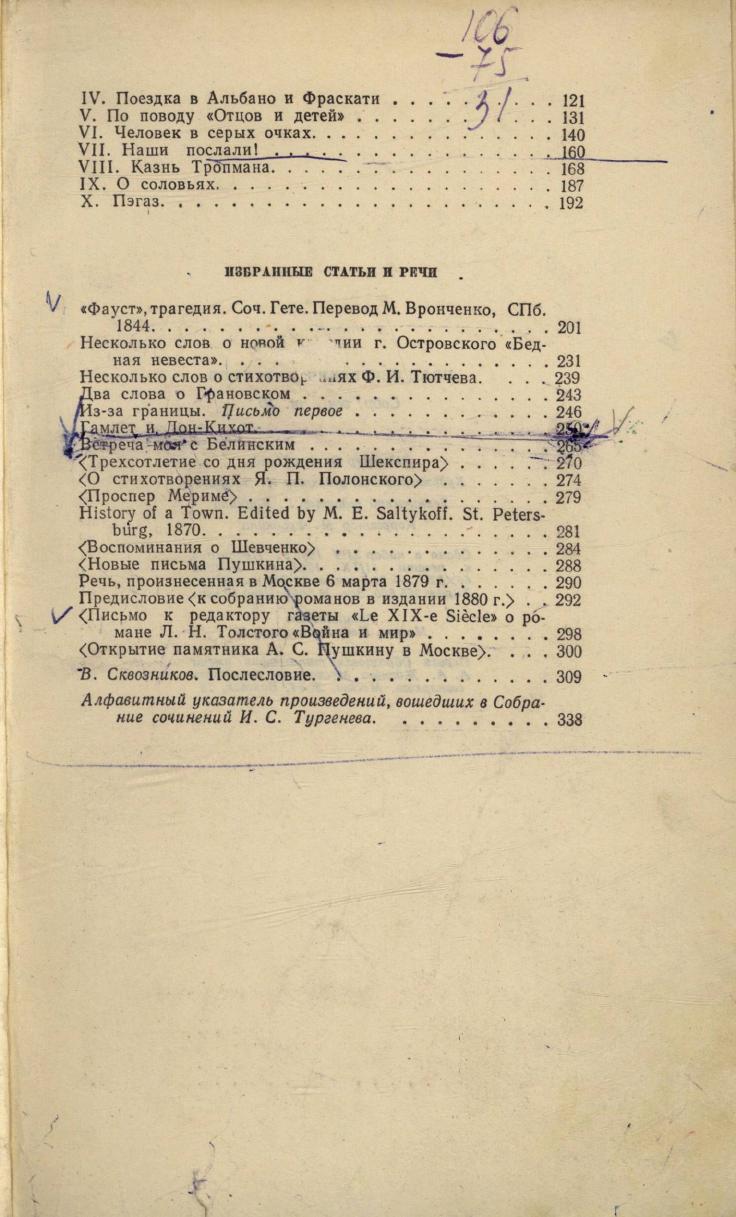 106
– 75
31
IV. Поездка в Альбано и Фраскати . . . . . . . . . . 121
V. По поводу «Отцов и детей» . . . . . . . . . . . . 131
VI. Человек в серых очках. . . . . . . . . . . . . . 140
VII. Наши послали! . . . . . . . . . . . . . . . . . 160
VIII. Казнь Тропмана. . . . . . . . . . . . . . . . . 168
IX. О соловьях. . . . . . . . . . . . . . . . . . . . 187
X. Пэгаз. . . . . . . . . . . . . . . . . . . . . . . 192
ИЗБРАННЫЕ СТАТЬИ И РЕЧИ
«Фауст», трагедия. Соч. Гете. Перевод М. Вронченко, СПб.
1844. . . . . . . . . . . . . . . . . . . . . . . 201
Несколько слов о новой г. Островского «Бед-
ная невеста». . . . . . . . . . . . . . . . . 231
Несколько слов о Ф. И. Тютчева. . . . 239
Два слова о Грановском . . . . . . . . . . . . . . . 243
Из-за границы. Письмо первое . . . . . . . . . . . . 246
Гамлет и Дон-Кихот. . . . . . . . . . . . . . . . . 250
Встреча моя с Белинским . . . . . . . . . . . . . . 265
<Трехсотлетие со дня рождения Шекспира> . . . . . . 270
<О стихотворениях Я. П. Полонского> . . . . . . . 274
<Проспер Мериме> . . . . . . . . . . . . . . . . . . 279
History of a Town. Edited by M. E. Saltykoff. St. Peters-
burg, 1870. . . . . . . . . . . . . . . . . . . . 281
<Воспоминания о Шевченко> . . . . . . . . . . . . . 284
<Новые письма Пушкина>. . . . . . . . . . . . . . . 288
Речь, произнесенная в Москве 6 марта 1879 г. . . . . . 290
Предисловие <к собранию романов в издании 1880 г.> . . 292
<Письмо к редактору газеты «Le XIX-e Siècle» о ро-
мане Л. Н. Толстого «Война и мир» . . . . . . . . 298
<Открытие памятника А. С. Пушкину в Москве>. . . . 300
В. Сквозников. Послесловие. . . . . . . . . . . . . . 309
Алфавитный указатель произведений, вошедших в Собра-
ние сочинений И. С. Тургенева. . . . . . . . . . 338